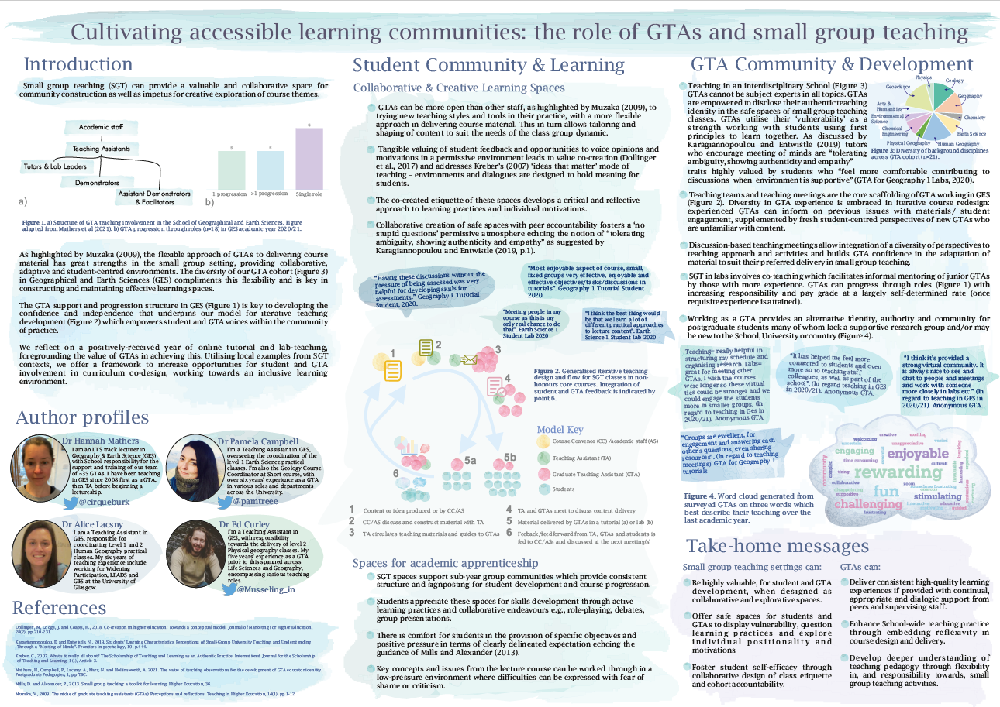 Cultivating accessible learning communities: the role of GTAs and small group teaching
Introduction
Small group teaching (SGT) can provide a valuable and collaborative space for
community construction as well as impetus for creative exploration of course themes.
Academic staff
Teaching Assistants
Tutors & Lab Leaders
Demonstrators
Assistant Demonstrators
& Facilitators
a)
1 progression
>1 progression
Single role
b)
Figure 1. a) Structure of GTA teaching involvement in the School of Geographical and Earth Sciences. Figure
adapted from Mathers et al (2021). b) GTA progression through roles (n=18) in GES academic year 2020/21.
As highlighted by Muzaka (2009), the flexible approach of GTAs to delivering course
material has great strengths in the small group setting, providing collaborative,
adaptive and student-centred environments. The diversity of our GTA cohort (Figure 3)
in Geographical and Earth Sciences (GES) compliments this flexibility and is key in
constructing and maintaining effective learning spaces.
The GTA support and progression structure in GES (Figure 1) is key to developing the
confidence and independence that underpins our model for iterative teaching
development (Figure 2) which empower student and GTA voices within the community
of practice.
We reflect on a positively-received year of online tutorial and lab-teaching,
foregrounding the value of GTAs in achieving this. Utilising local examples from SGT
contexts, we offer a framework to increase opportunities for student and GTA
involvement in curriculum co-design, working towards an inclusive learning
environment.
Author profiles
Dr Hannah Mathers
I am an LTS track lecturer in
Geography & Earth Science (GES)
with School responsibility for the
support and training of our team
of ~35 GTAs. I have been teaching
in GES since 2008 first as a GTA,
then TA before beginning a
lectureship.
@cirqueburk
Dr Pamela Campbell
I'm a Teaching Assistant in GES,
overseeing the coordination of the
level 1 Earth Science practical
classes. I'm also the Geology Course
Coordinator at Short course, with
over six years' experience as a GTA
in various roles and departments
across the University.
@pamtreee
Dr Alice Lacsny
I am a Teaching Assistant in
GES, responsible for
coordinating Level 1 and 2
Human Geography practical
classes. My six years of
teaching experience include
working for Widening
Participation, LEADS and
GES at the University of
Glasgow.
Dr Ed Curley
I'm a Teaching Assistant in GES,
with responsibility
towards the delivery of level 2
Physical geography classes. My
five years' experience as a GTA
prior to this spanned across
Life Sciences and Geography,
encompassing various teaching
roles.
@Musseling_in
References
Dollinger, M, Lodge, J. and Coates, H., 2018. Co-creation in higher education: Towards a conceptual model. Journal of Marketing for Higher Education,
28(2), pp.210-231.
Karagiannopoulou, E. and Entwistle, N., 2019. Students' Learning Characteristics, Perceptions of Small-Group University Teaching, and Understanding
Through a "Meeting of Minds". Frontiers in psychology, 10, p.444.
Kreber, C., 2007. What's it really all about? The Scholarship of Teaching and Learning as an Authentic Practice. International Journal for the Scholarship
of Teaching and Learning, 1(1), Article 3.
Mathers, H., Campbell, P., Lacsny, A., Marr, N. and Hollinsworth, A. 2021. The value of teaching observations for the development of GTA educator identity.
Postgraduate Pedagogies, 1, pp TBC.
Mills, D. and Alexander, P., 2013. Small group teaching: a toolkit for learning. Higher Education, 36.
Muzaka, V., 2009. The niche of graduate teaching assistants (GTAs) Perceptions and reflections. Teaching in Higher Education, 14(1), pp.1-12.
Student Community & Learning
Collaborative & Creative Learning Spaces
GTAs can be more open than other staff, as highlighted by Muzaka (2009), to
trying new teaching styles and tools in their practice, with a more flexible
approach in delivering course material. This in turn allows tailoring and
shaping of content to suit the needs of the class group dynamic.
Tangible valuing of student feedback and opportunities to voice opinions and
motivations in a permissive environment leads to value co-creation (Dollinger
et al., 2017) and addresses Kreber's (2007) 'ideas that matter' mode of
teaching – environments and dialogues are designed to hold meaning for
students.
The co-created etiquette of these spaces develops a critical and reflective
approach to learning practices and individual motivations.
Collaborative creation of safe spaces with peer accountability fosters a 'no
stupid questions' permissive atmosphere echoing the notion of "tolerating
ambiguity, showing authenticity and empathy" as suggested by
Karagiannopoulou and Entwistle (2019, p.1).
"Having these discussions without the
pressure of being assessed was very
helpful for developing skills for
assessments." Geography 1 Tutorial
Student, 2020.
"Most enjoyable aspect of course, small,
fixed groups very effective, enjoyable and
effective objectives/tasks/discussions in
tutorials". Geography 1 Tutorial Student
2020
"Meeting people in my
course as this is my
only real chance to do
that". Earth Science 1
Student Lab 2020
"I think the best thing would
be that we learn a lot of
different practical approaches
to lecture content". Earth
Science 1 Student lab 2020
1
2
3
4
5a
5b
6
Figure 2. Generalised iterative teaching
design and flow for SGT classes in non-
honours core courses. Integration of
student and GTA feedback is indicated by
point 6.
Model Key
Course Convenor (CC) /academic staff (AS)
Teaching Assistant (TA)
Graduate Teaching Assistant (GTA)
Students
1 Content or idea produced or by CC/AS
2 CC/AS discuss and construct material with TA
3 TA circulates teaching materials and guides to GTAs
4 TA and GTAs meet to disuss content delivery
5 Material delivered by GTAs in a tutorial (a) or lab (b)
6 Feeback/feedforward from TA, GTAs and students is
fed to CC/ASs and discussed at the next meeting(s)
Spaces for academic apprenticeship
SGT spaces support sub-year group communities which provide consistent
structure and signposting for student development and course progression.
Students appreciate these spaces for skills development through active
learning practices and collaborative endeavours e.g., role-playing, debates,
group presentations.
There is comfort for students in the provision of specific objectives and
positive pressure in terms of clearly delineated expectation echoing the
guidance of Mills and Alexander (2013).
Key concepts and issues from the lecture course can be worked through in a
low-pressure environment where difficulties can be expressed with fear of
shame or criticism.
GTA Community & Development
Teaching in an interdisciplinary School (Figure 3)
GTAs cannot be subject experts in all topics. GTAs
are empowered to disclose their authentic teaching
identity in the safe spaces of small group teaching
classes. GTAs utilise their 'vulnerability' as a
strength working with students using first
principles to learn together. As discussed by
Karagiannopoulou and Entwistle (2019) tutors
who encourage meeting of minds are "tolerating
ambiguity, showing authenticity and empathy"
traits highly valued by students who "feel more comfortable contributing to
discussions when environment is supportive" (GTA for Geography 1 Labs, 2020).
Physics
Geology
Geoscience
Geography
Arts &
Humanities
Environmental
Science
Chemistry
Chemical
Engineering
Earth Science
Physical Geography
Human Geography
Figure 3: Diversity of background disciplines
across GTA cohort (n=21).
Teaching teams and teaching meetings are the core scaffolding of GTA working in GES
(Figure 2). Diversity in GTA experience is embraced in iterative course redesign:
experienced GTAs can inform on previous issues with materials/ student
engagement, supplemented by fresh student-centred perspectives of new GTAs who
are unfamiliar with content.
Discussion-based teaching meetings allow integration of a diversity of perspectives to
teaching approach and activities and builds GTA confidence in the adaptation of
material to suit their preferred delivery in small group teaching.
SGT in labs involves co-teaching which facilitates informal mentoring of junior GTAs
by those with more experience. GTAs can progress through roles (Figure 1) with
increasing responsibility and pay grade at a largely self-determined rate (once
requisite experience is attained).
Working as a GTA provides an alternative identity, authority and community for
postgraduate students many of whom lack a supportive research group and/or may
be new to the School, University or country (Figure 4).
Teaching= really helpful in
structuring my schedule and
organising research. Labs=
great for meeting other
GTAs. I wish the courses
were longer so these virtual
ties could be stronger and we
could engage the students
more in smaller groups. (In
regard to teaching in Ges in
2020/21). Anonymous GTA
"It has helped me feel more
connected to students and even
more so to teaching staff
colleagues, as well as part of the
school". (In regard teaching in GES
in 2020/21). Anonymous GTA.
"I think it's provided a
strong virtual community. It
is always nice to see and
chat to people and meetings
and work with someone
more closely in labs etc." (In
regard to teaching in GES in
2020/21). Anonymous GTA.
"Groups are excellent, for
engagement and answering each
other's questions, even sharing
resources". (In regard to teaching
meetings). GTA for Geography 1
tutorials
creative
exciting
welcoming
uncertain
unappreciative
varied
engaging
enjoyable
time consuming
difficult
tiring
rewarding
community
collaborative
zoom
disappointing
supportive
fun
stimulating
challenging
interactive
educative
frustrating
Figure 4. Word cloud generated from
surveyed GTAs on three words which
best describe their teaching over the
last academic year.
Take-home messages
Small group teaching settings can:
Be highly valuable, for student and GTA
development, when designed as
collaborative and explorative spaces.
Offer safe spaces for students and
GTAs to display vulnerability, question
learning practices and explore
individual positionality and
motivations.
Foster student self-efficacy through
collaborative design of class etiquette
and cohort accountability.
GTAs can:
Deliver consistent high-quality learning
experiences if provided with continual,
appropriate and dialogic support from
peers and supervising staff.
Enhance School-wide teaching practice
through embedding reflexivity in
course design and delivery.
Develop deeper understanding of
teaching pedagogy through flexibility
in, and responsibility towards, small
group teaching activities.